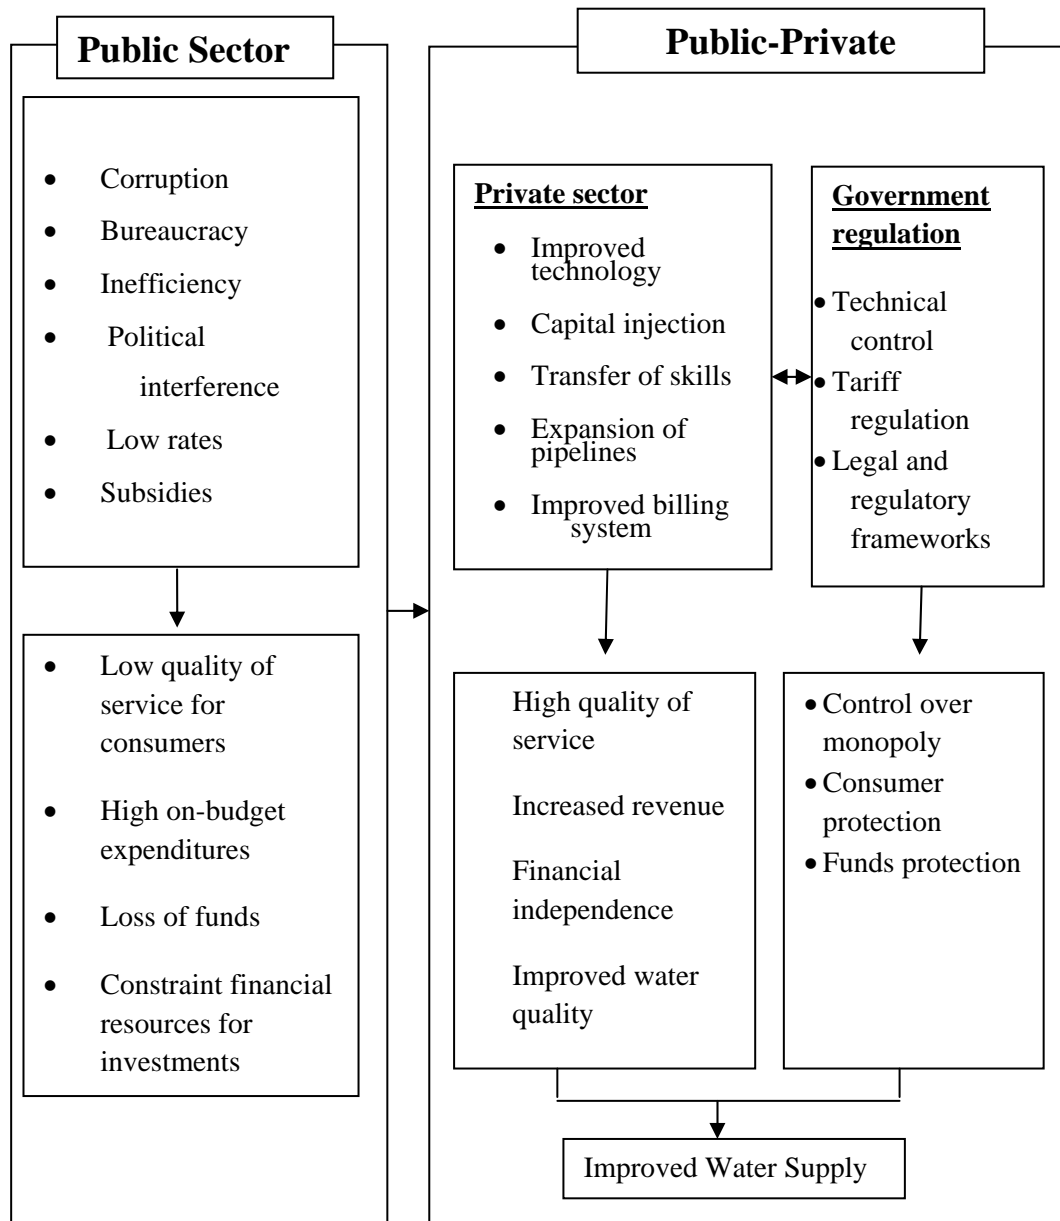 Public Sector
• Corruption
• Bureaucracy
• Inefficiency
• Political
interference
• Low rates
• Subsidies
• Low quality of
service for
consumers
• High on-budget
expenditures
• Loss of funds
• Constraint financial
resources for
investments
Public-Private
Private sector
• Improved
technology
• Capital injection
• Transfer of skills
• Expansion of
pipelines
• Improved billing
system
Government
regulation
• Technical
control
• Tariff
regulation
• Legal and
regulatory
frameworks
High quality of
service
Increased revenue
Financial
independence
Improved water
quality
• Control over
monopoly
• Consumer
protection
• Funds protection
Improved Water Supply